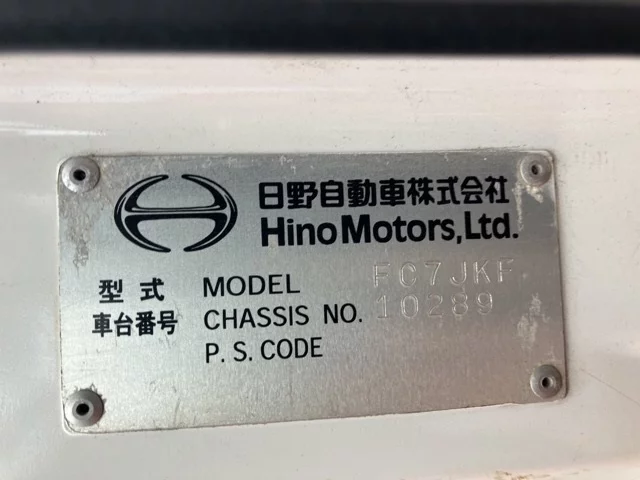 日野自動車株式会社
Hino Motors, Ltd.
型式 MODEL FC7JKF
車台番号 CHASSIS NO. 10289
P. S. CODE